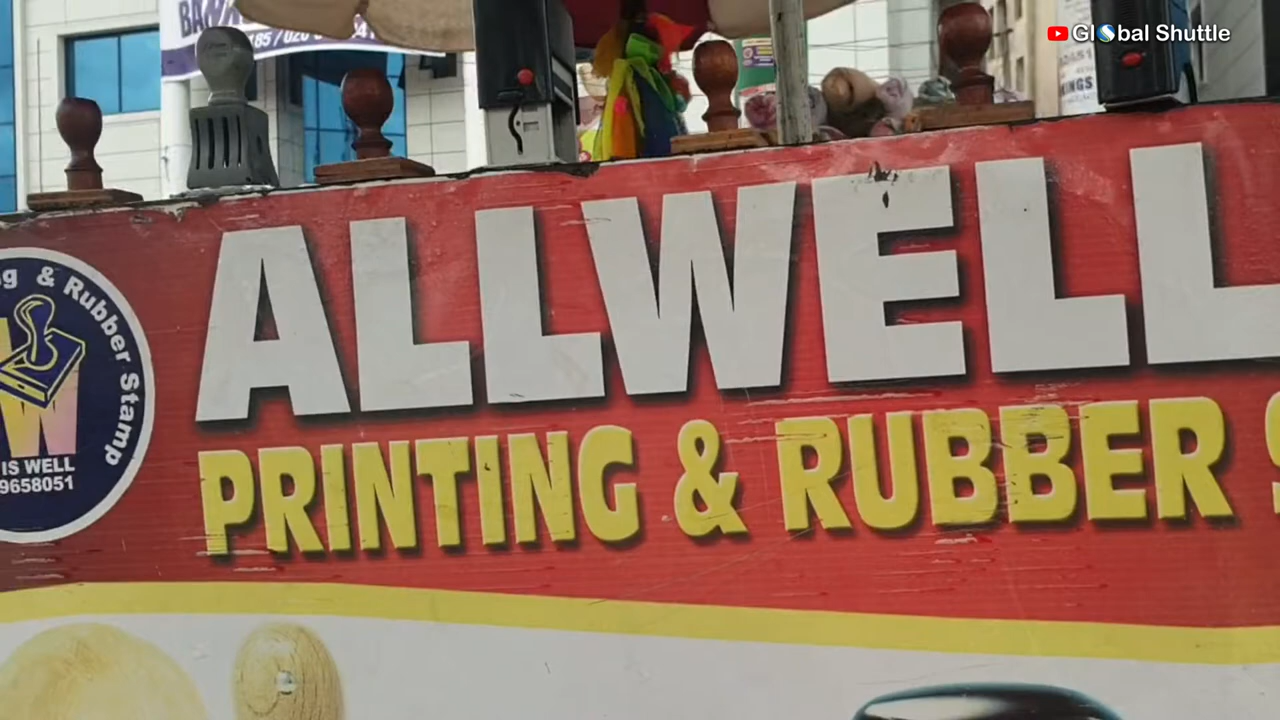 Global Shuttle
ALLWELL
PRINTING & RUBBER
& Rubber Stamp
IS WELL
9658051